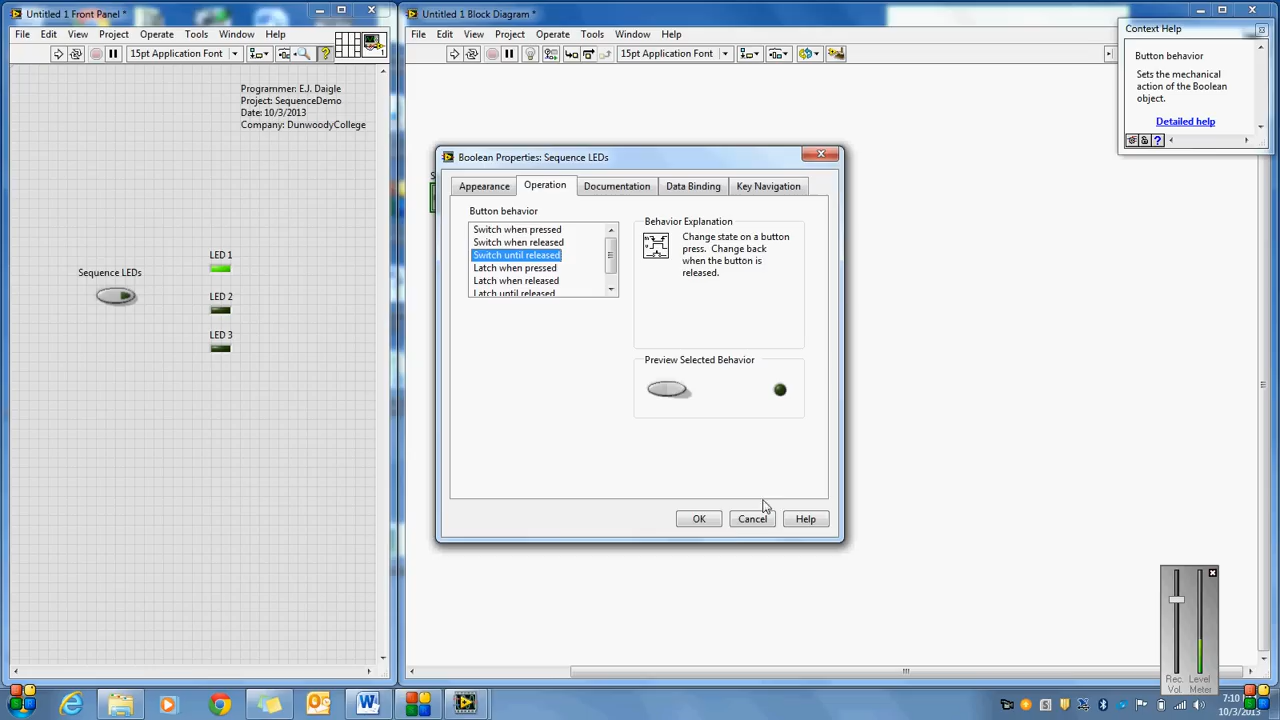 Untitled 1 Front Panel *
File Edit View Project Operate Tools Window Help
15pt Application Font
Programmer: E.J. Daigle
Project: SequenceDemo
Date: 10/3/2013
Company: DunwoodyCollege
LED 1
Sequence LEDs
LED 2
LED 3
Untitled 1 Block Diagram *
File Edit View Project Operate Tools Window Help
15pt Application Font
Context Help
Button behavior
Sets the mechanical
action of the Boolean
object.
Detailed help
Boolean Properties: Sequence LEDs
Appearance Operation Documentation Data Binding Key Navigation
Button behavior
Switch when pressed
Switch when released
Switch until released
Latch when pressed
Latch when released
Latch until released
Behavior Explanation
Change state on a button
press. Change back
when the button is
released.
Preview Selected Behavior
OK Cancel Help
Rec. Level
Vol. Meter
7:10
10/3/2013